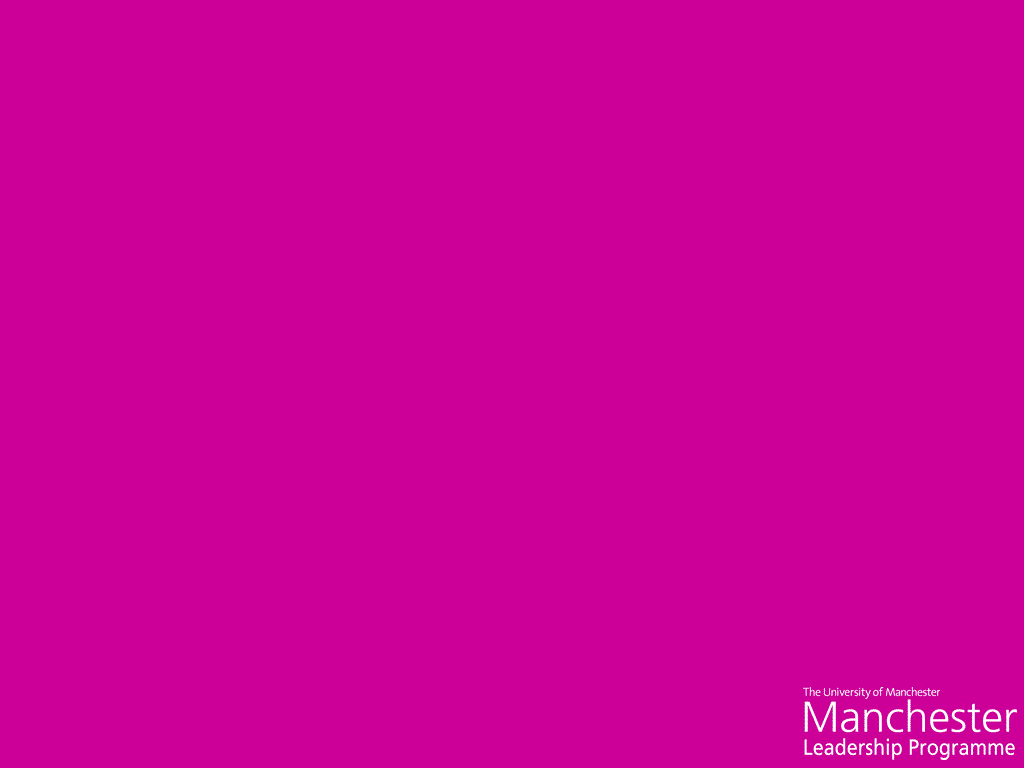 The University of Manchester
Manchester
Leadership Programme